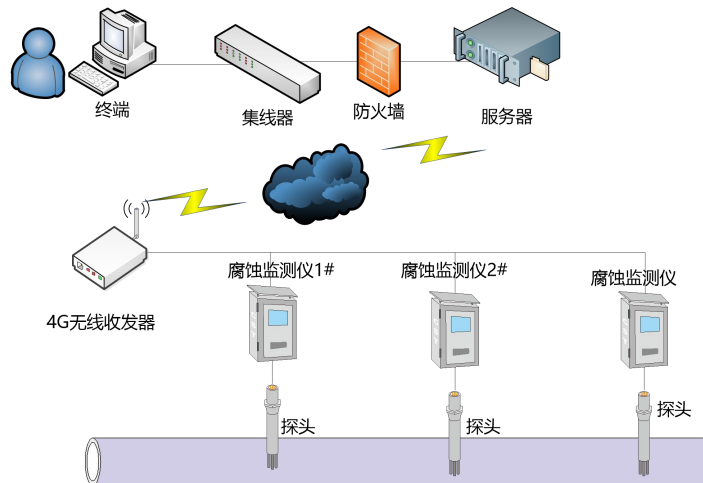 终端
集线器
防火墙
服务器
4G无线收发器
腐蚀监测仪1#
腐蚀监测仪2#
腐蚀监测仪
探头
探头
探头